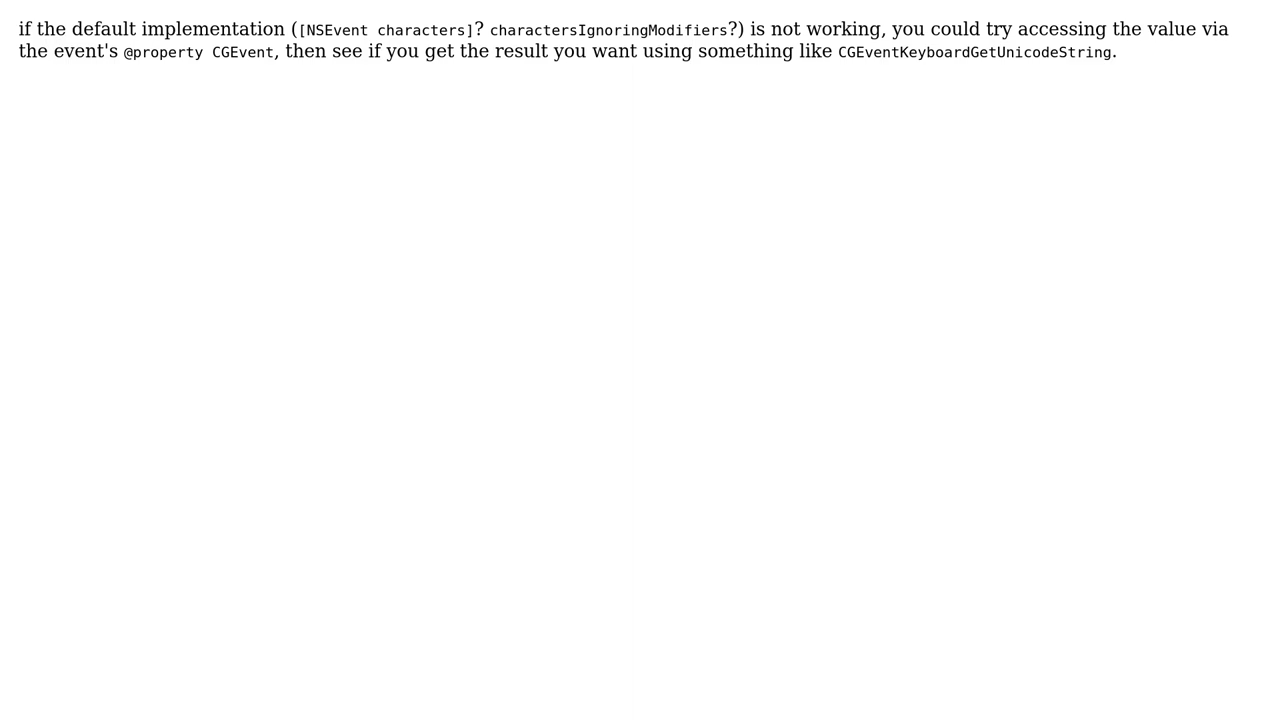 if the default implementation ([NSEvent characters]? charactersIgnoringModifiers?) is not working, you could try accessing the value via
the event's @property CGEvent, then see if you get the result you want using something like CGEventKeyboardGetUnicodeString.